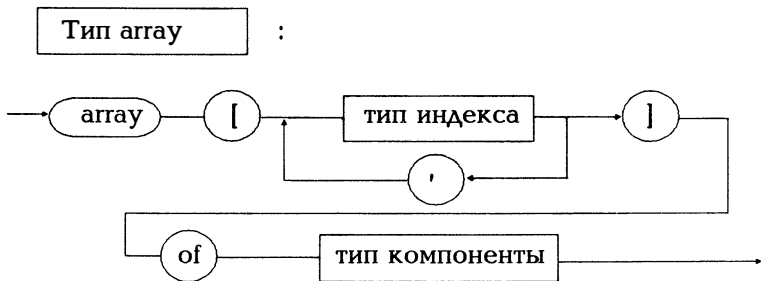 Тип array :
array [ тип индекса ]
,
of тип компоненты